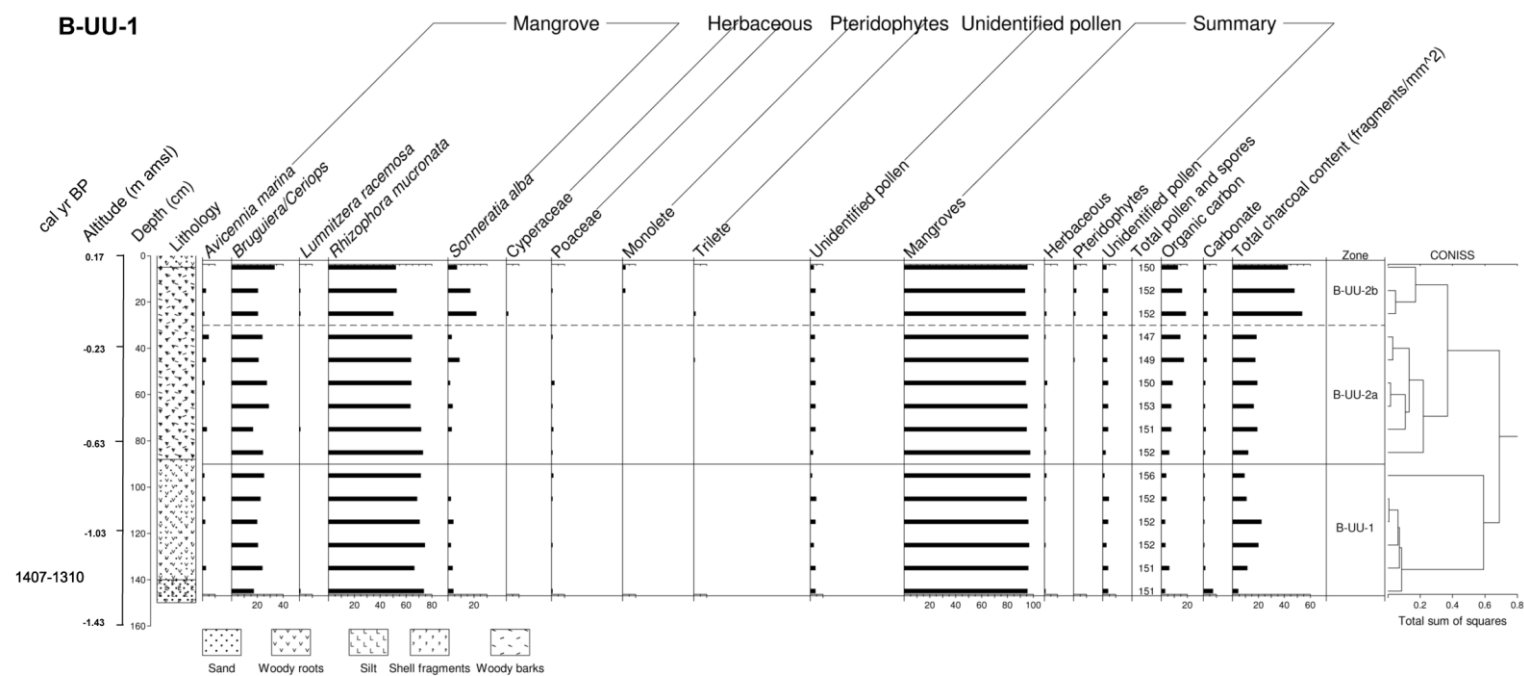 B-UU-1
Mangrove
Herbaceous
Pteridophytes
Unidentified pollen
Summary
cal yr BP
Altitude (m amsl)
Depth (cm)
Lithology
Avicennia marina
Bruguiera/Ceriops
Lumnitzera racemosa
Rhizophora mucronata
Sonneratia alba
Cyperaceae
Poaceae
Monolete
Trilete
Unidentified pollen
Mangroves
Herbaceous
Pteridophytes
Unidentified pollen
Total pollen and spores
Organic carbon
Carbonate
Total charcoal content (fragments/mm^2)
Zone
CONISS
0.17
-0.23
-0.63
-1.03
-1.43
1407-1310
0
20
40
60
80
100
120
140
160
150
152
152
147
149
150
153
151
152
156
152
152
152
151
151
B-UU-2b
B-UU-2a
B-UU-1
20 40
20 40 60 80
20
20 40 60 80 100
20
20 40 60
0.2 0.4 0.6 0.8
Total sum of squares
Sand
Woody roots
Silt
Shell fragments
Woody barks